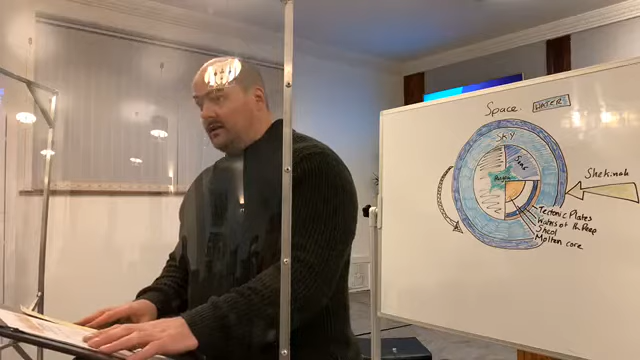 Space.
WATER
SKY
Shekinah
Tectonic Plates
Waters of the Deep
Sheol
Molten core